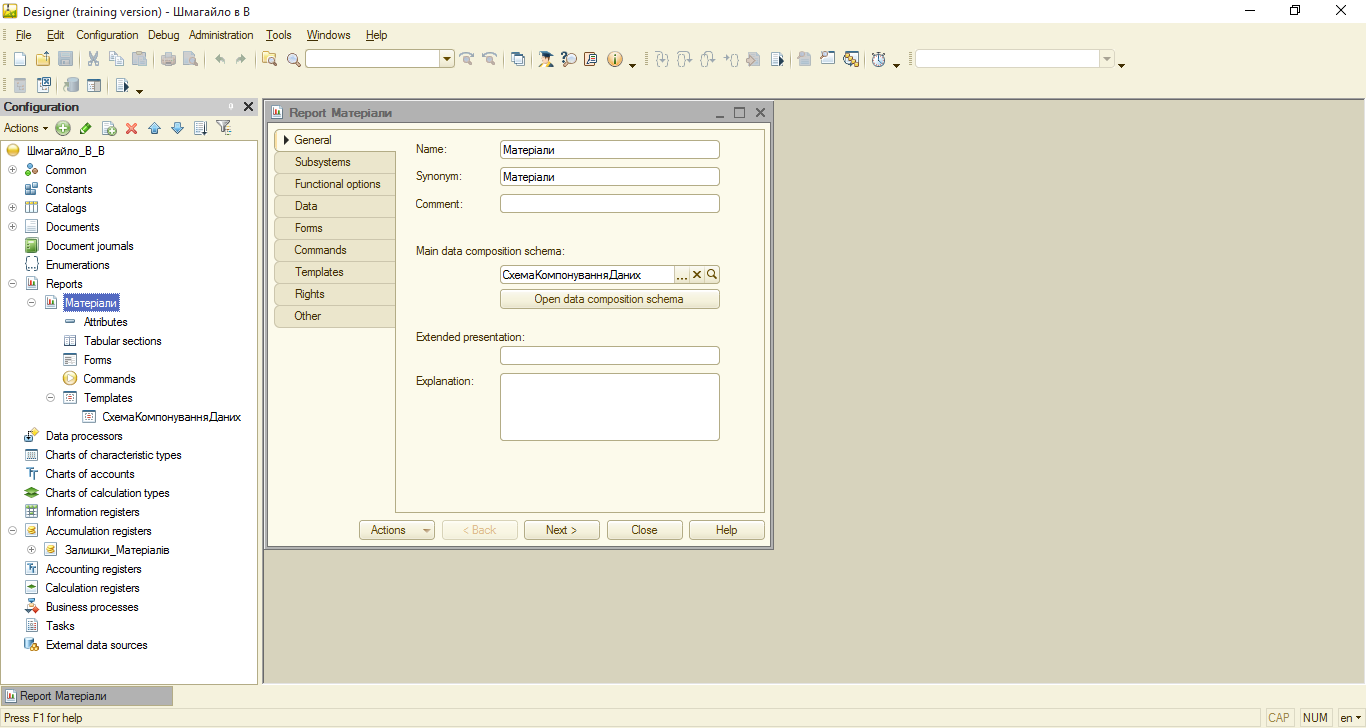 Designer (training version) - Шмагайло в В
File Edit Configuration Debug Administration Tools Windows Help
Configuration
Actions
Шмагайло_В_В
Common
Constants
Catalogs
Documents
Document journals
Enumerations
Reports
Матеріали
Attributes
Tabular sections
Forms
Commands
Templates
СхемаКомпонуванняДаних
Data processors
Charts of characteristic types
Charts of accounts
Charts of calculation types
Information registers
Accumulation registers
Залишки_Матеріалів
Accounting registers
Calculation registers
Business processes
Tasks
External data sources
Report Матеріали
General
Subsystems
Functional options
Data
Forms
Commands
Templates
Rights
Other
Name: Матеріали
Synonym: Матеріали
Comment:
Main data composition schema:
СхемаКомпонуванняДаних ...
Open data composition schema
Extended presentation:
Explanation:
Actions < Back Next > Close Help
Report Матеріали
Press F1 for help CAP NUM en